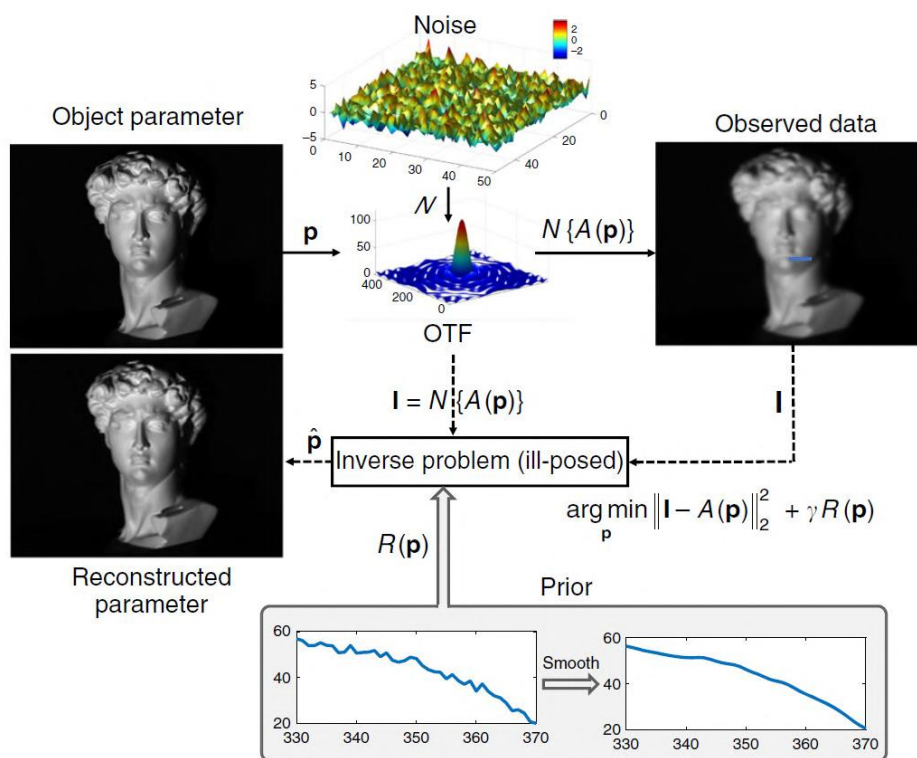 Noise
2
0
−2
5
0
−5
0
10
20
30
40
50
40
20
0
Object parameter
Observed data
p
N
N {A(p)}
100
50
0
400
200
0
OTF
I = N {A(p)}
I
p̂
Inverse problem (ill-posed)
arg min ‖I − A(p)‖₂² + γ R(p)
p
R(p)
Reconstructed
parameter
Prior
60
40
20
330
340
350
360
370
Smooth
60
40
20
330
340
350
360
370